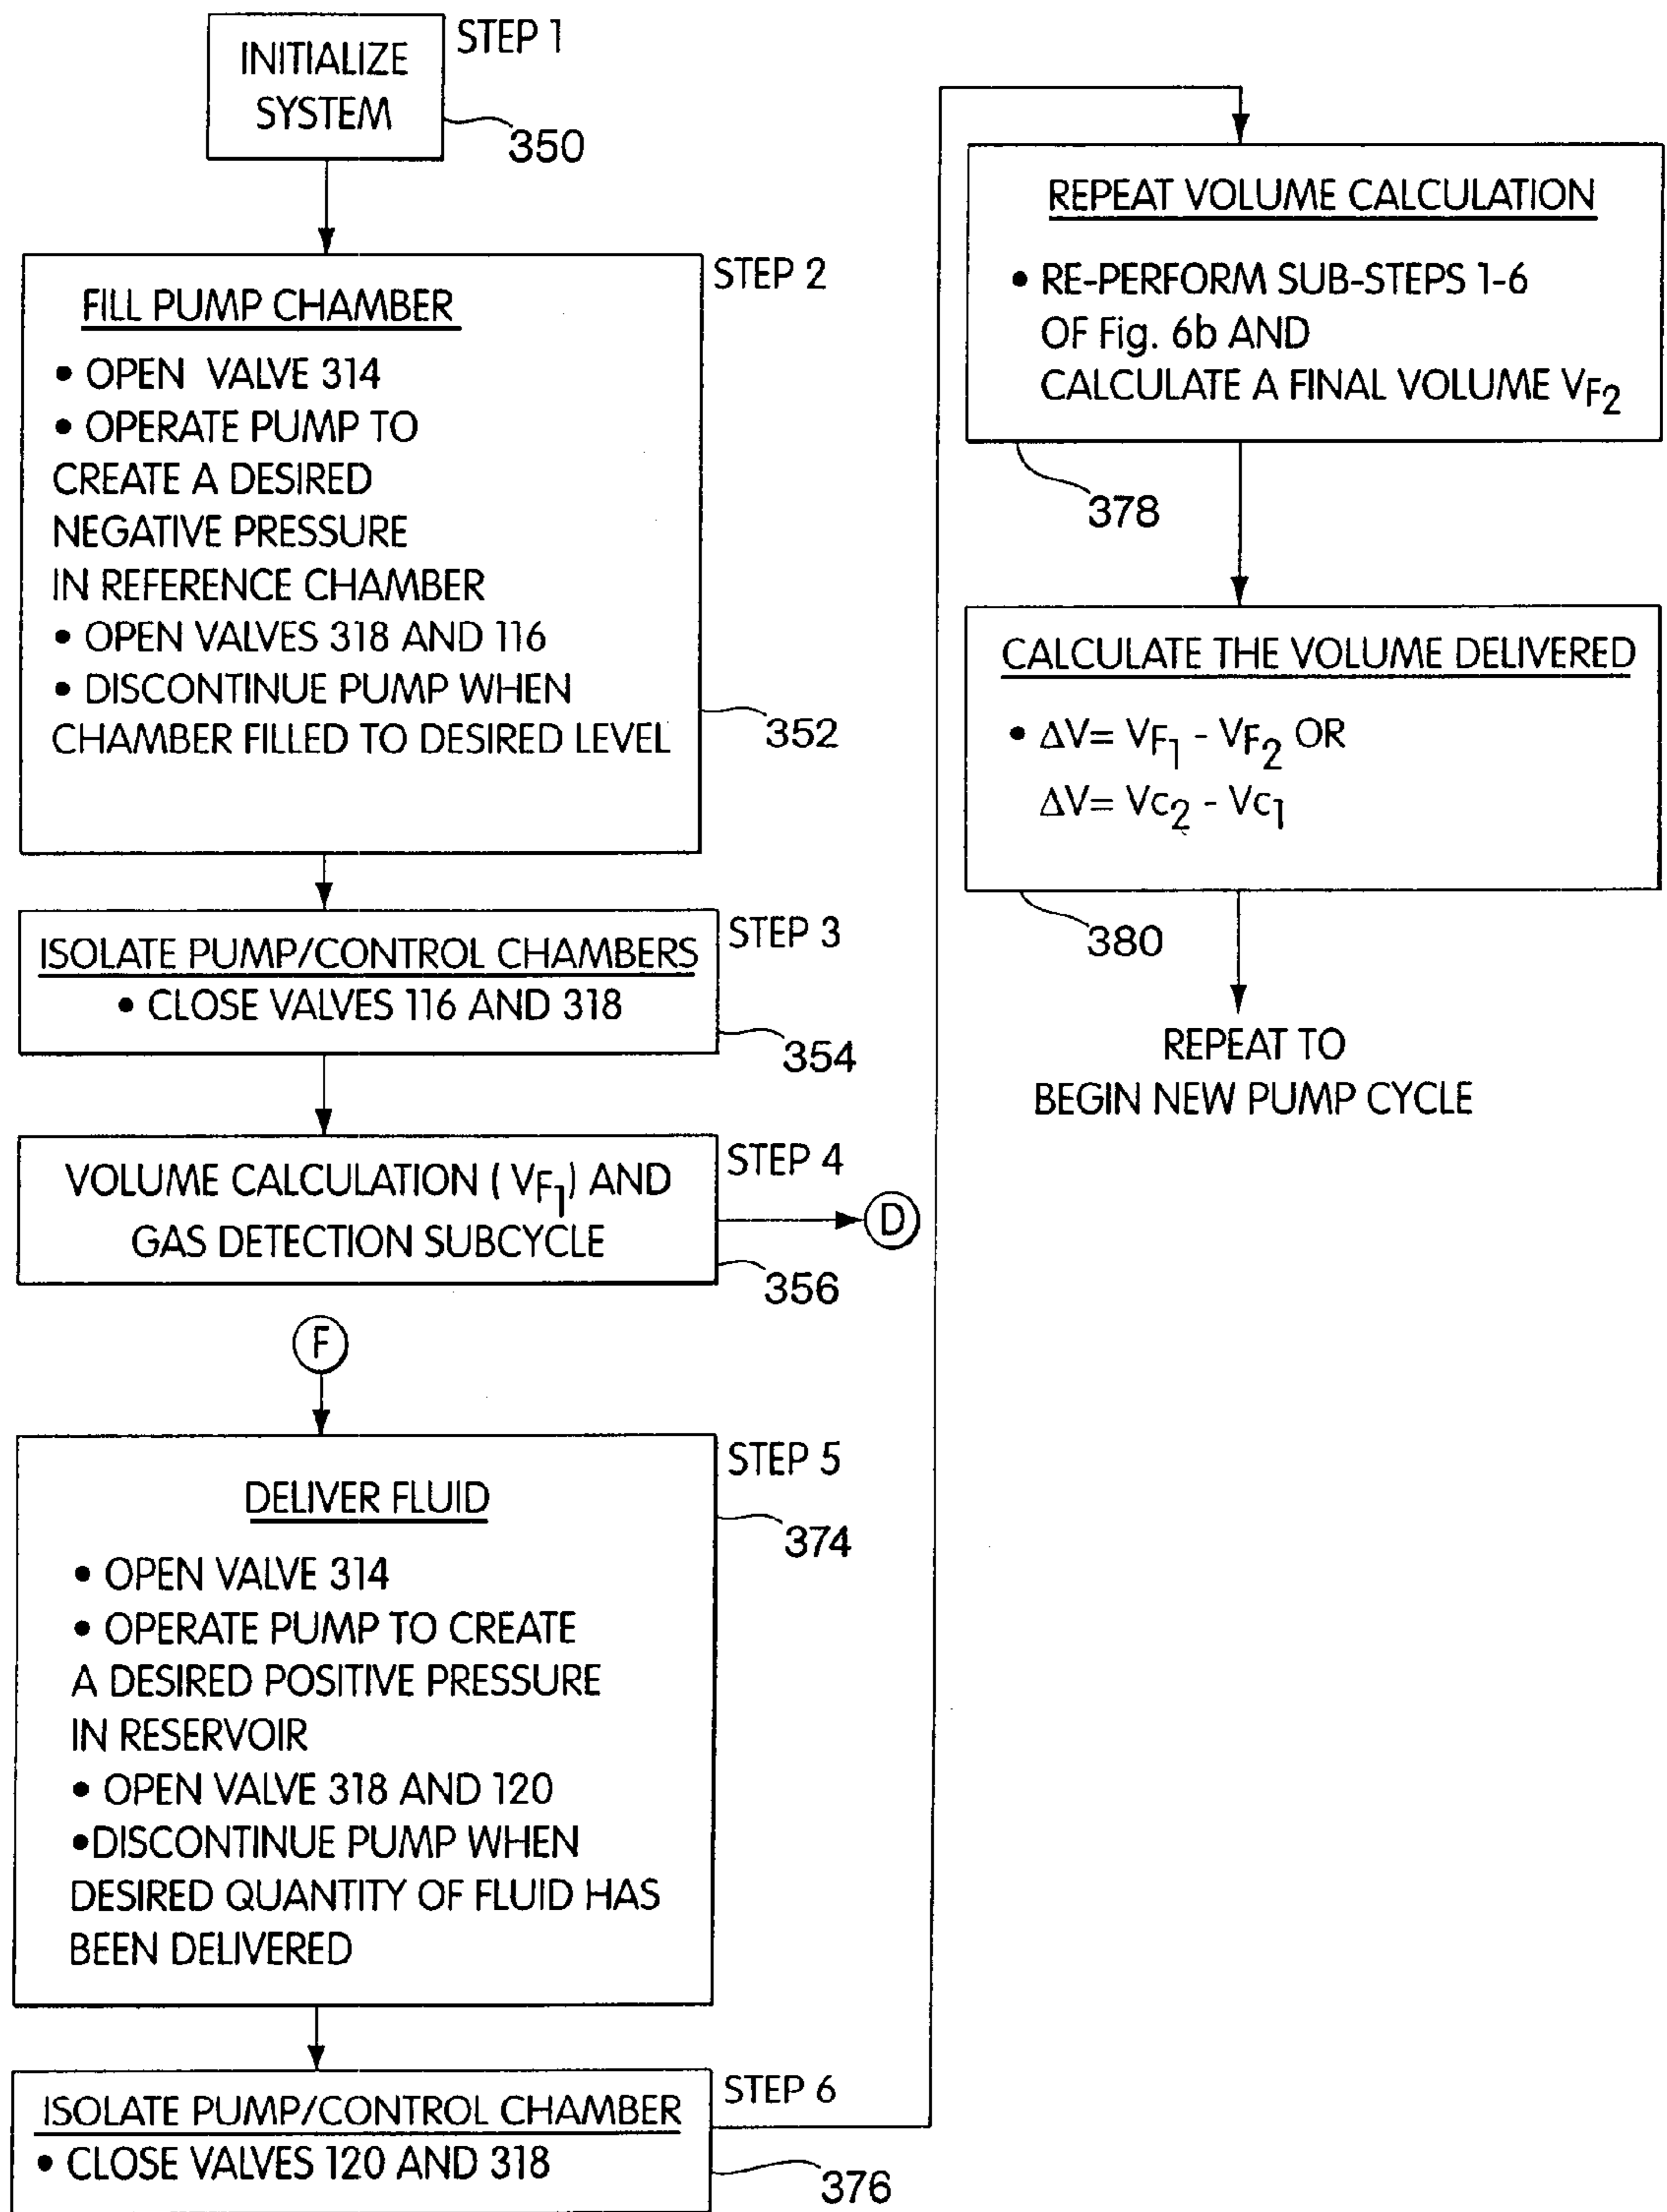 INITIALIZE
SYSTEM
STEP 1
350
STEP 2
FILL PUMP CHAMBER
• OPEN VALVE 314
• OPERATE PUMP TO
CREATE A DESIRED
NEGATIVE PRESSURE
IN REFERENCE CHAMBER
• OPEN VALVES 318 AND 116
• DISCONTINUE PUMP WHEN
CHAMBER FILLED TO DESIRED LEVEL
352
STEP 3
ISOLATE PUMP/CONTROL CHAMBERS
• CLOSE VALVES 116 AND 318
354
STEP 4
VOLUME CALCULATION ( VF1) AND
GAS DETECTION SUBCYCLE
D
356
F
STEP 5
DELIVER FLUID
374
• OPEN VALVE 314
• OPERATE PUMP TO CREATE
A DESIRED POSITIVE PRESSURE
IN RESERVOIR
• OPEN VALVE 318 AND 120
•DISCONTINUE PUMP WHEN
DESIRED QUANTITY OF FLUID HAS
BEEN DELIVERED
STEP 6
ISOLATE PUMP/CONTROL CHAMBER
• CLOSE VALVES 120 AND 318
376
REPEAT VOLUME CALCULATION
• RE-PERFORM SUB-STEPS 1-6
OF Fig. 6b AND
CALCULATE A FINAL VOLUME VF2
378
CALCULATE THE VOLUME DELIVERED
• ΔV= VF1 - VF2 OR
ΔV= Vc2 - Vc1
380
REPEAT TO
BEGIN NEW PUMP CYCLE